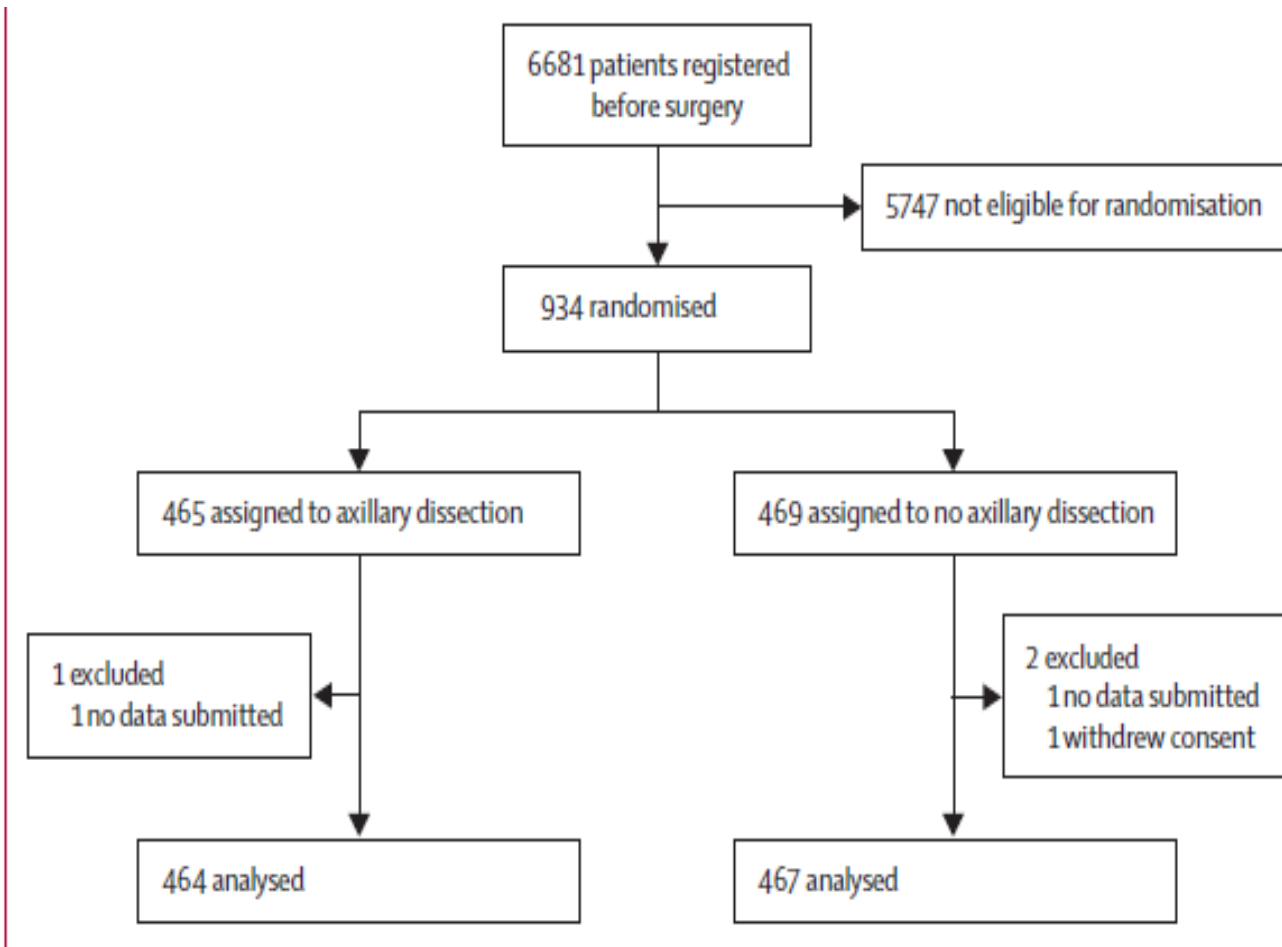 6681 patients registered
before surgery
5747 not eligible for randomisation
934 randomised
465 assigned to axillary dissection
469 assigned to no axillary dissection
1 excluded
1 no data submitted
2 excluded
1 no data submitted
1 withdrew consent
464 analysed
467 analysed